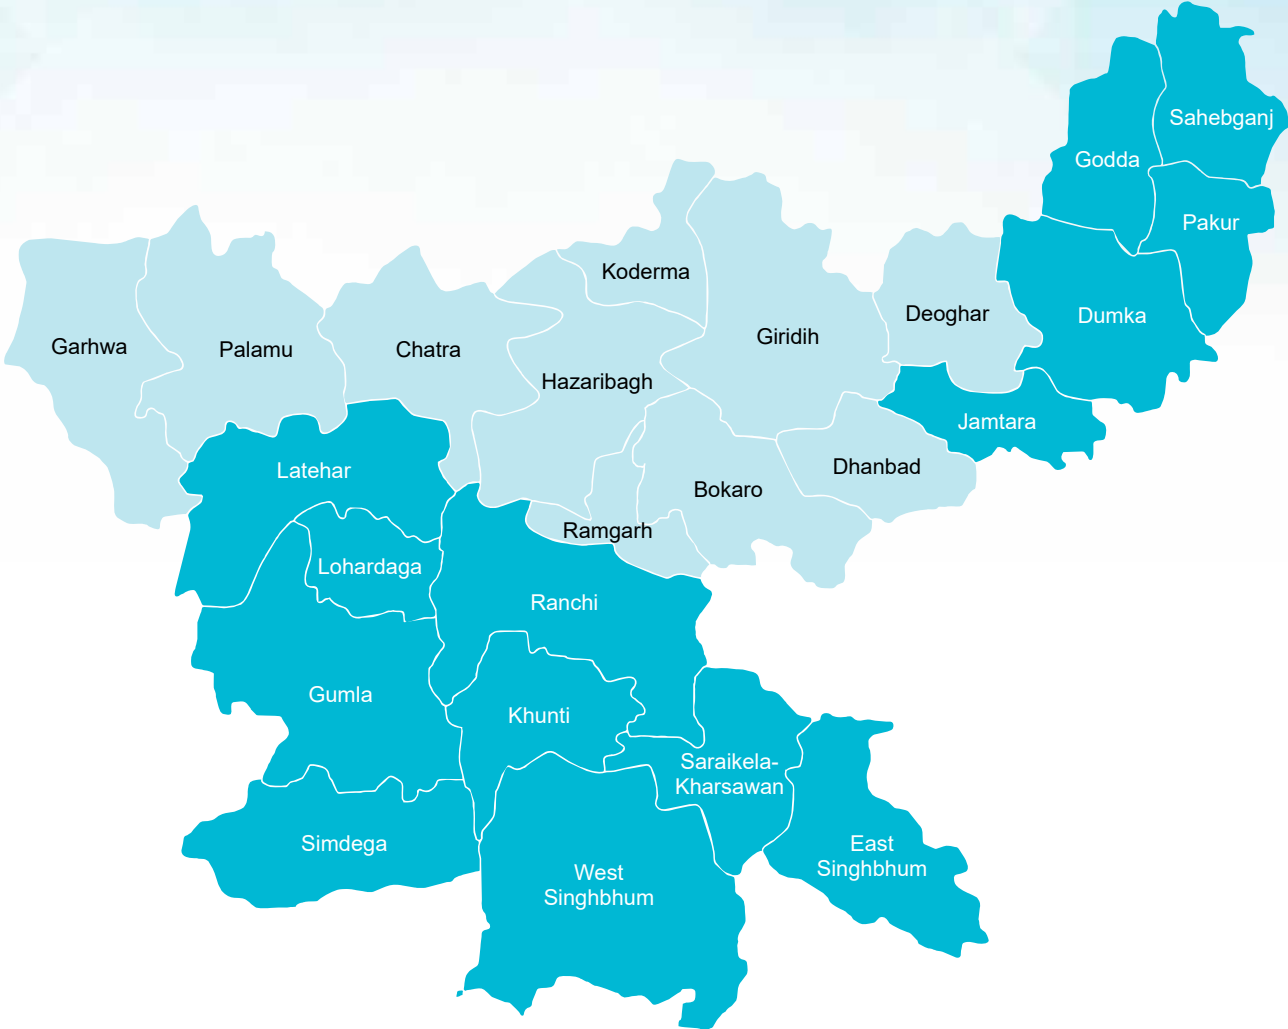 Sahebganj
Godda
Pakur
Koderma
Deoghar
Dumka
Giridih
Garhwa
Palamu
Chatra
Hazaribagh
Jamtara
Latehar
Dhanbad
Bokaro
Ramgarh
Lohardaga
Ranchi
Gumla
Khunti
Saraikela-
Kharsawan
Simdega
East
Singhbhum
West
Singhbhum